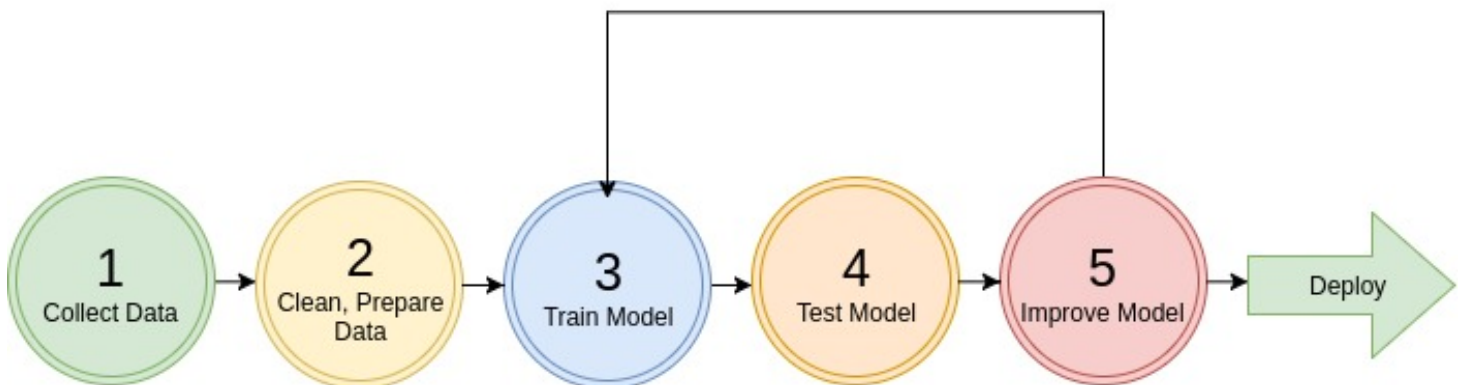 1
Collect Data
2
Clean, Prepare
Data
3
Train Model
4
Test Model
5
Improve Model
Deploy